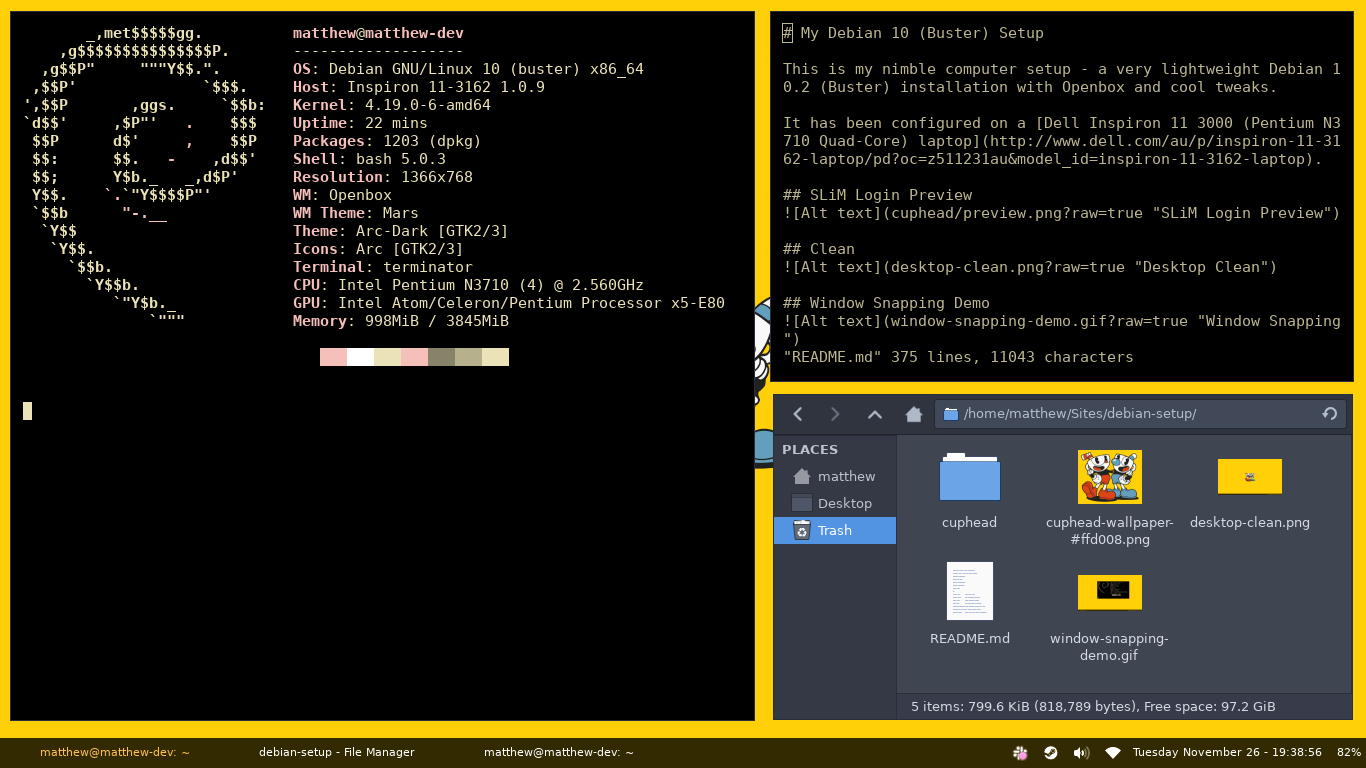 _,met$$$$$gg.
      ,g$$$$$$$$$$$$$$$P.
    ,g$$P"     """Y$$.".
   ,$$P'              `$$$.
  ',$$P       ,ggs.     `$$b:
  `d$$'     ,$P"'   .    $$$
   $$P      d$'     ,    $$P
   $$:      $$.   -    ,d$$'
   $$;      Y$b._   _,d$P'
   Y$$.    `.`"Y$$$$P"'
   `$$b      "-.__
    `Y$$
     `Y$$.
       `$$b.
         `Y$$b.
            `"Y$b._
                `"""
matthew@matthew-dev
-------------------
OS: Debian GNU/Linux 10 (buster) x86_64
Host: Inspiron 11-3162 1.0.9
Kernel: 4.19.0-6-amd64
Uptime: 22 mins
Packages: 1203 (dpkg)
Shell: bash 5.0.3
Resolution: 1366x768
WM: Openbox
WM Theme: Mars
Theme: Arc-Dark [GTK2/3]
Icons: Arc [GTK2/3]
Terminal: terminator
CPU: Intel Pentium N3710 (4) @ 2.560GHz
GPU: Intel Atom/Celeron/Pentium Processor x5-E80
Memory: 998MiB / 3845MiB
# My Debian 10 (Buster) Setup
This is my nimble computer setup - a very lightweight Debian 1
0.2 (Buster) installation with Openbox and cool tweaks.
It has been configured on a [Dell Inspiron 11 3000 (Pentium N3
710 Quad-Core) laptop](http://www.dell.com/au/p/inspiron-11-31
62-laptop/pd?oc=z511231au&model_id=inspiron-11-3162-laptop).
## SLiM Login Preview
![Alt text](cuphead/preview.png?raw=true "SLiM Login Preview")
## Clean
![Alt text](desktop-clean.png?raw=true "Desktop Clean")
## Window Snapping Demo
![Alt text](window-snapping-demo.gif?raw=true "Window Snapping
")
"README.md" 375 lines, 11043 characters
/home/matthew/Sites/debian-setup/
PLACES
matthew
Desktop
Trash
cuphead
cuphead-wallpaper-
#ffd008.png
desktop-clean.png
README.md
window-snapping-
demo.gif
5 items: 799.6 KiB (818,789 bytes), Free space: 97.2 GiB
matthew@matthew-dev: ~
debian-setup - File Manager
matthew@matthew-dev: ~
Tuesday November 26 - 19:38:56
82%